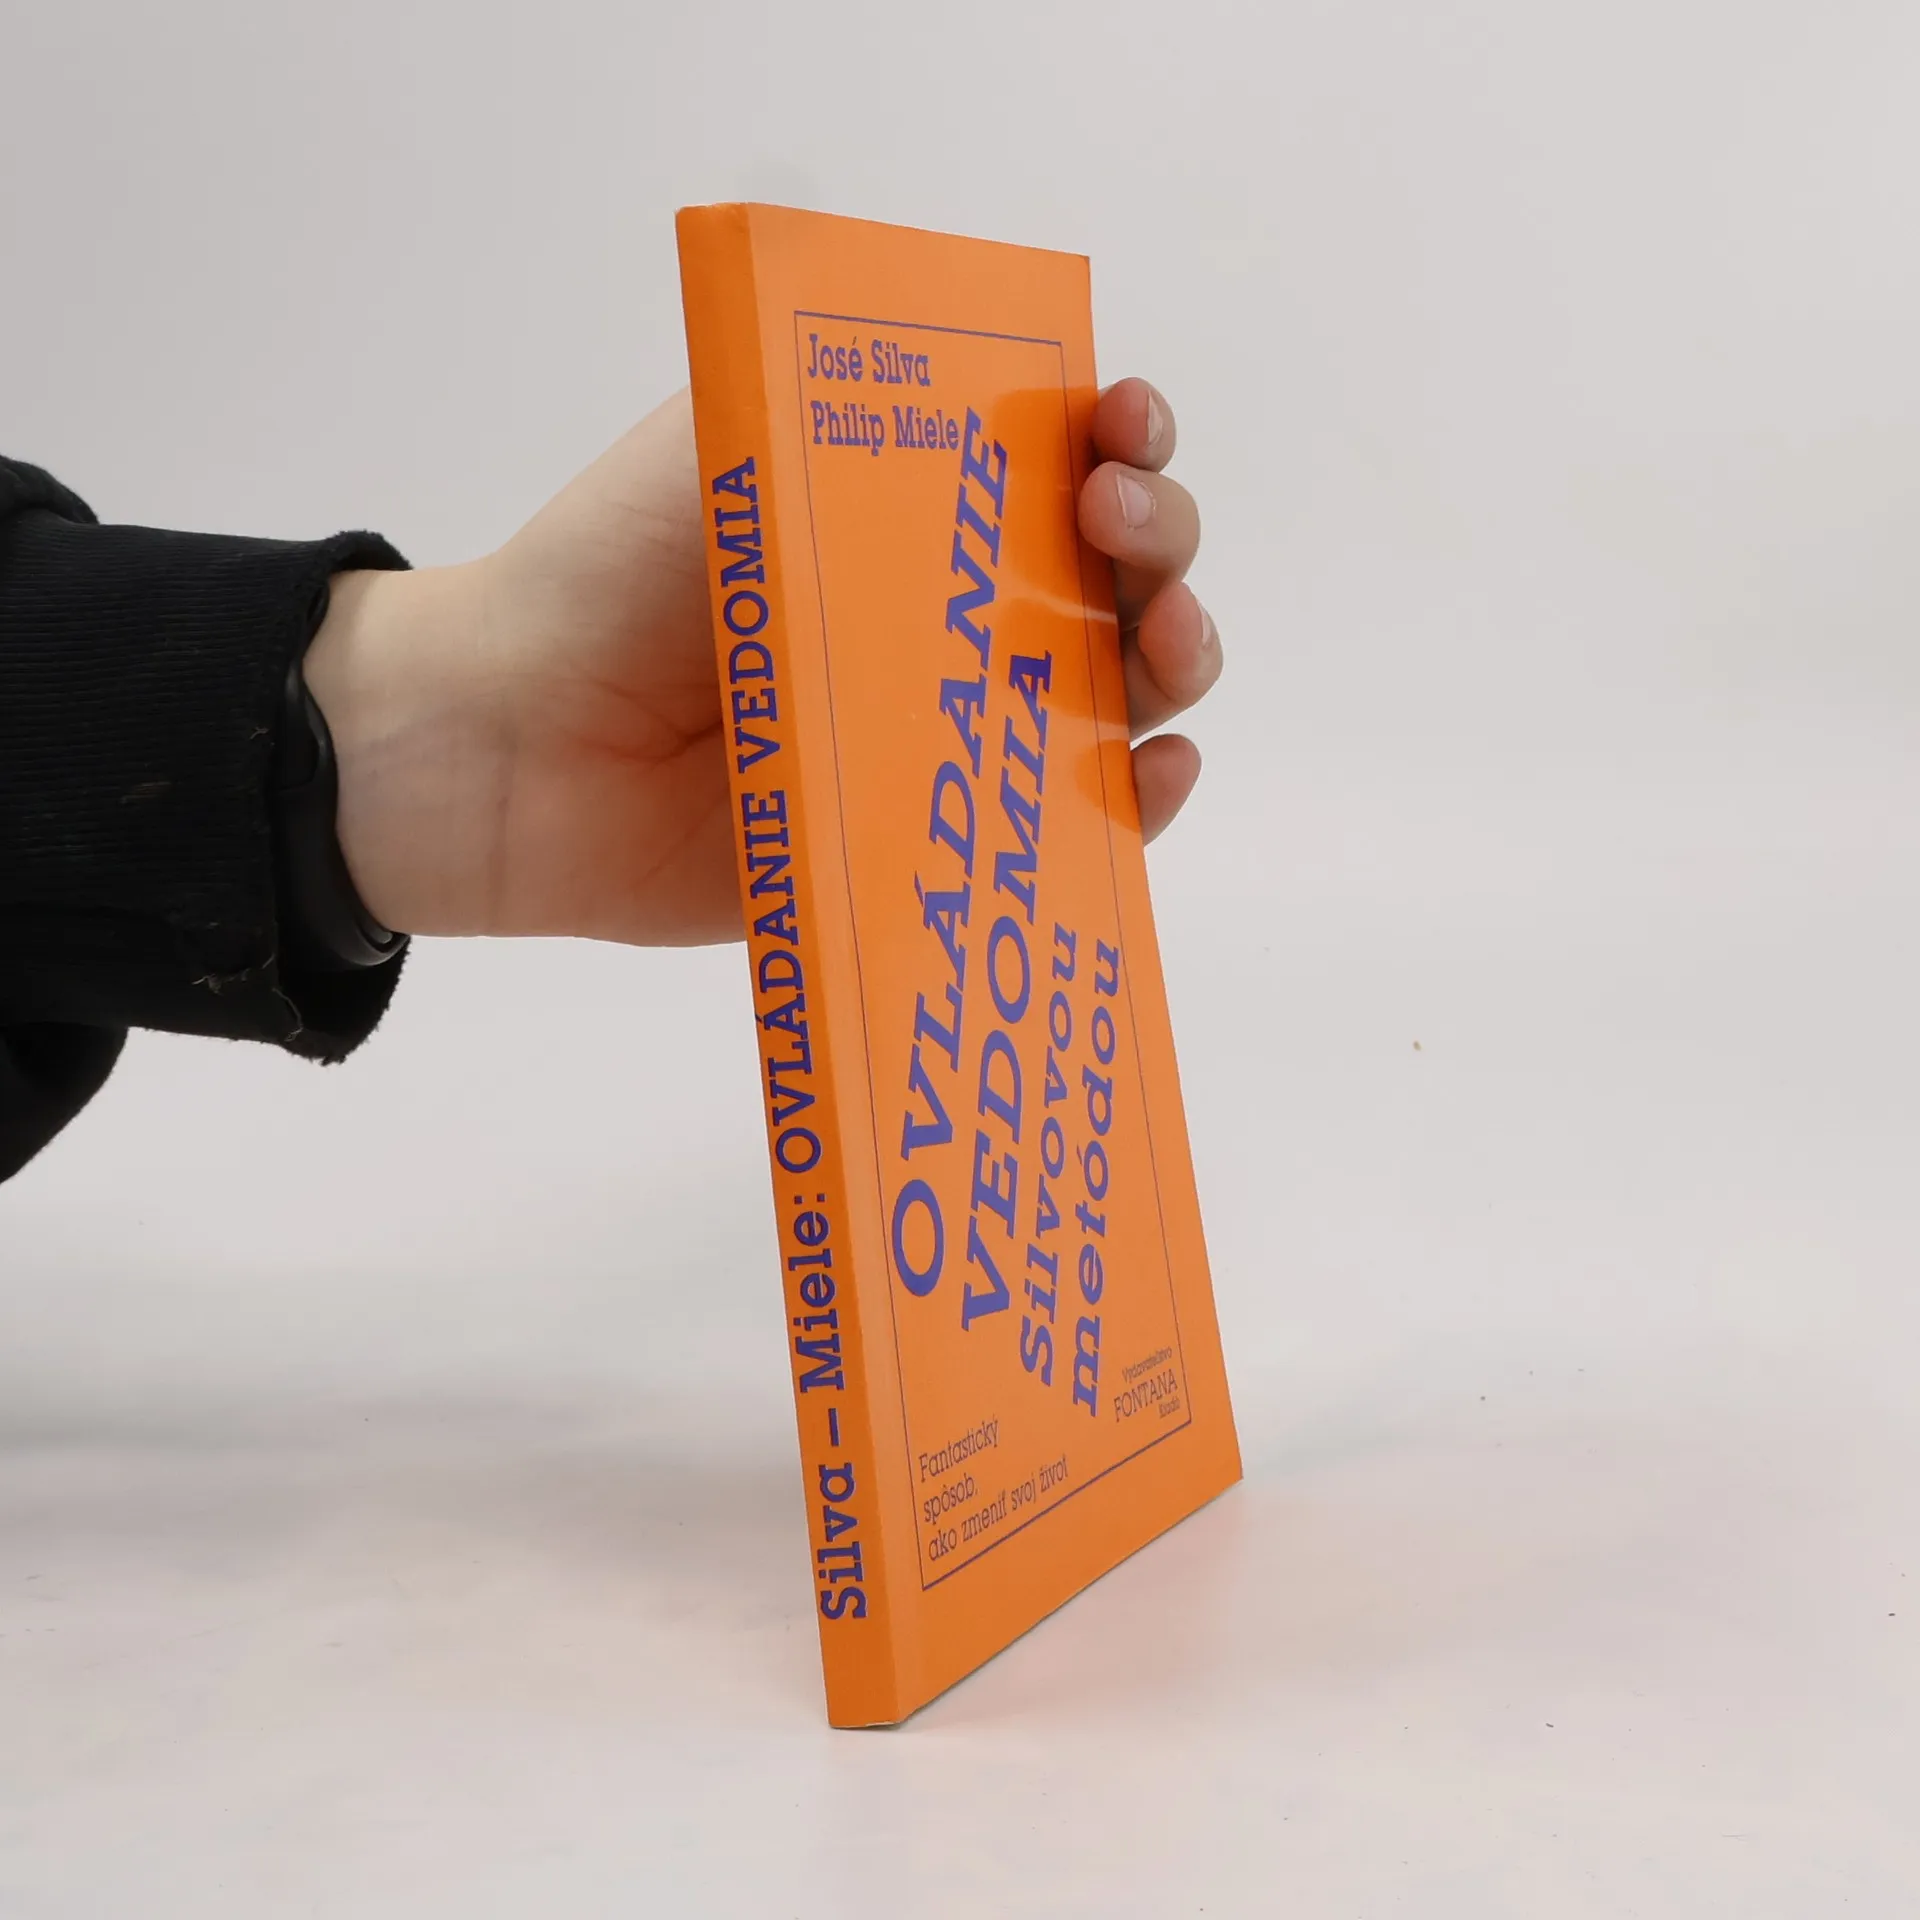 Silva – Miele: OVLÁDANIE VEDOMIA
José Silva
Philip Miele
OVLÁDANIE
VEDOMIA
Silvovou
metódou
Fantastický
spôsob,
ako zmeniť svoj život
Vydavateľstvo
FONTANA